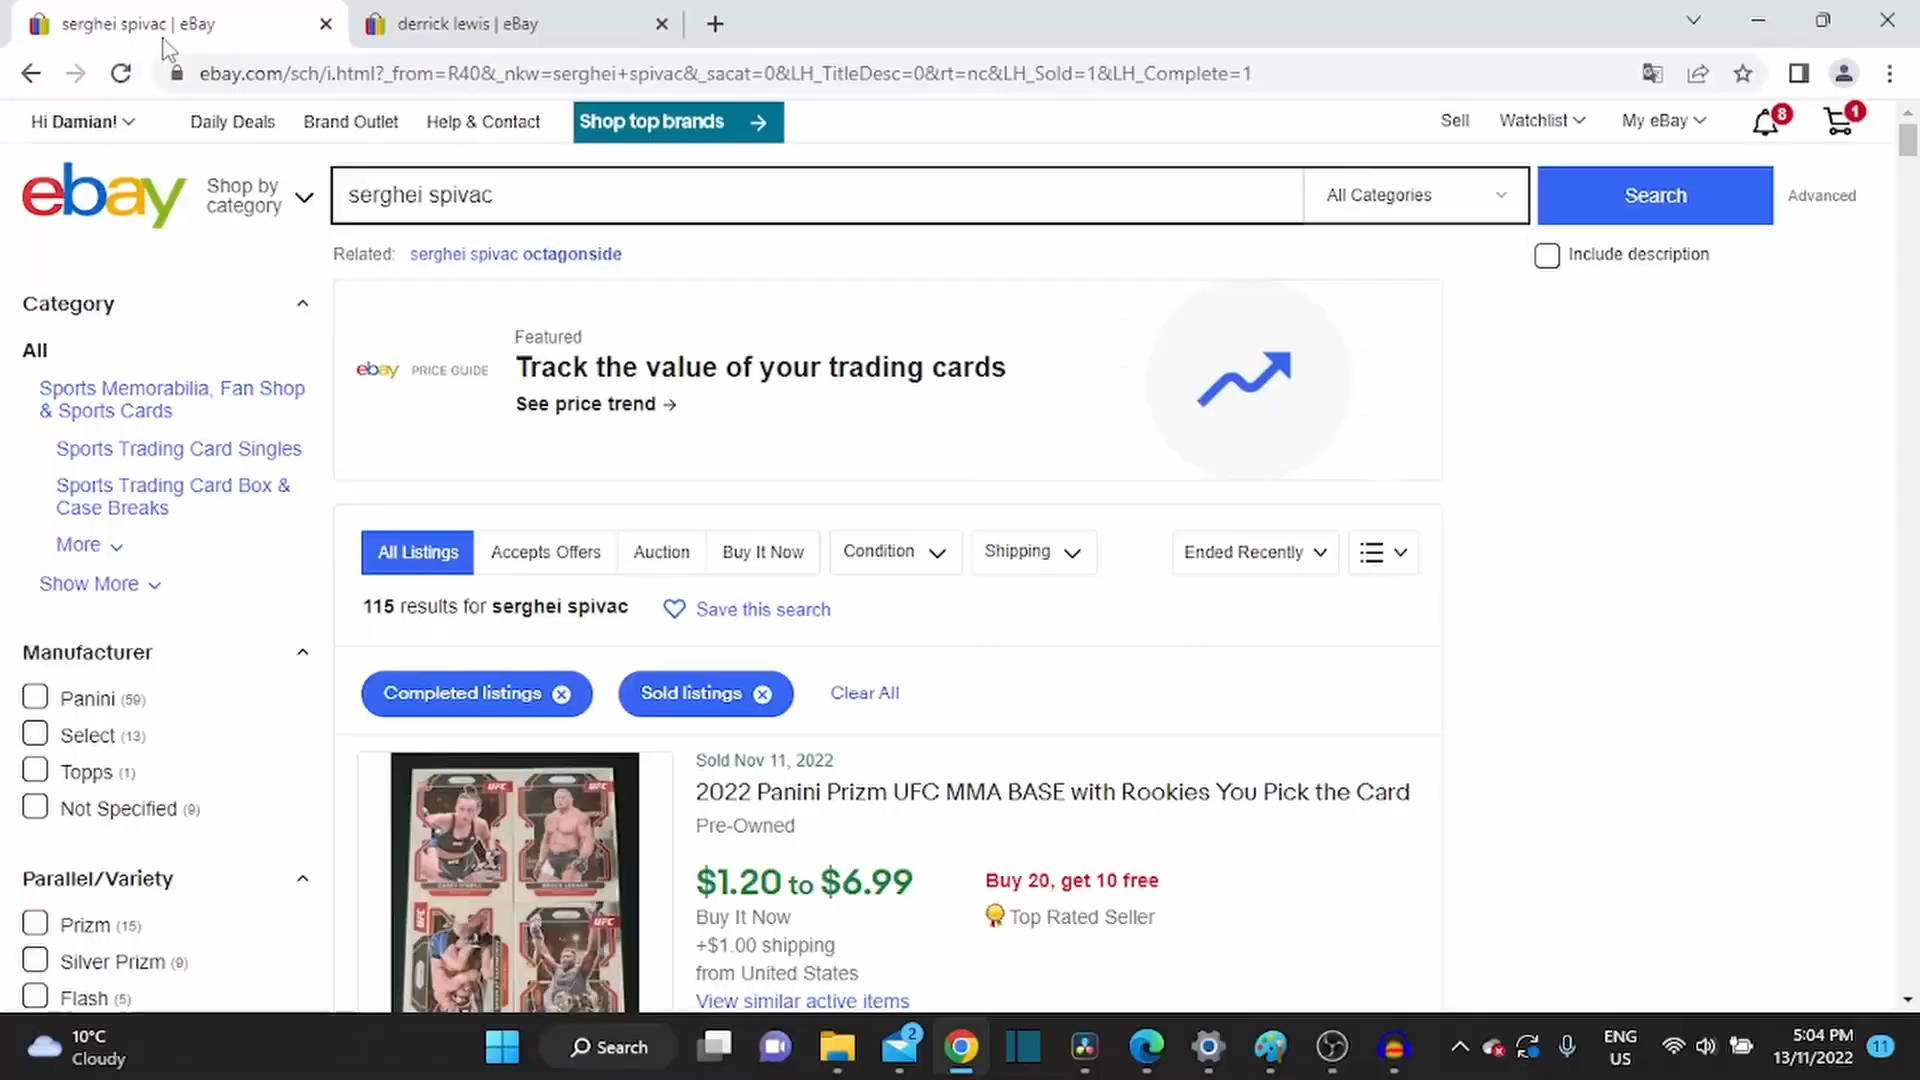 serghei spivac | eBay
derrick lewis | eBay
ebay.com/sch/i.html?_from=R40&_nkw=serghei+spivac&_sacat=0&LH_TitleDesc=0&rt=nc&LH_Sold=1&LH_Complete=1
Hi Damian!
Daily Deals
Brand Outlet
Help & Contact
Shop top brands
Sell
Watchlist
My eBay
8
1
ebay
Shop by category
serghei spivac
All Categories
Search
Advanced
Related: serghei spivac octagonside
Include description
Category
All
Sports Memorabilia, Fan Shop
& Sports Cards
Sports Trading Card Singles
Sports Trading Card Box &
Case Breaks
More
Show More
Manufacturer
Panini (59)
Select (13)
Topps (1)
Not Specified (9)
Parallel/Variety
Prizm (15)
Silver Prizm (9)
Flash (5)
Featured
ebay PRICE GUIDE
Track the value of your trading cards
See price trend →
All Listings
Accepts Offers
Auction
Buy It Now
Condition
Shipping
Ended Recently
115 results for serghei spivac
Save this search
Completed listings
Sold listings
Clear All
UFC
UFC
UFC
UFC
Sold Nov 11, 2022
2022 Panini Prizm UFC MMA BASE with Rookies You Pick the Card
Pre-Owned
$1.20 to $6.99
Buy It Now
+$1.00 shipping
from United States
View similar active items
Buy 20, get 10 free
Top Rated Seller
10°C
Cloudy
Search
2
ENG
US
5:04 PM
13/11/2022
11